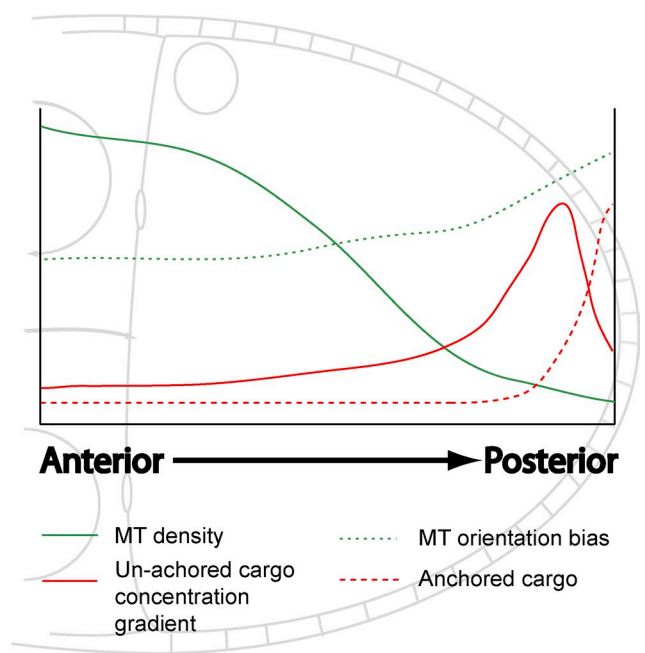 Anterior Posterior
MT density
MT orientation bias
Un-achored cargo
concentration
gradient
Anchored cargo